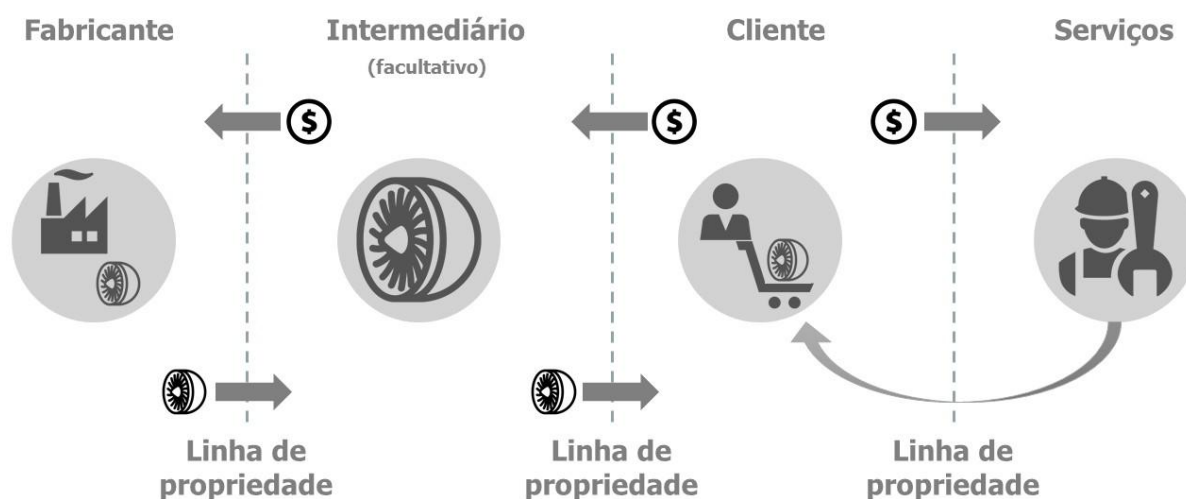 Fabricante
Intermediário
(facultativo)
Cliente
Serviços
$
$
$
Linha de
propriedade
Linha de
propriedade
Linha de
propriedade